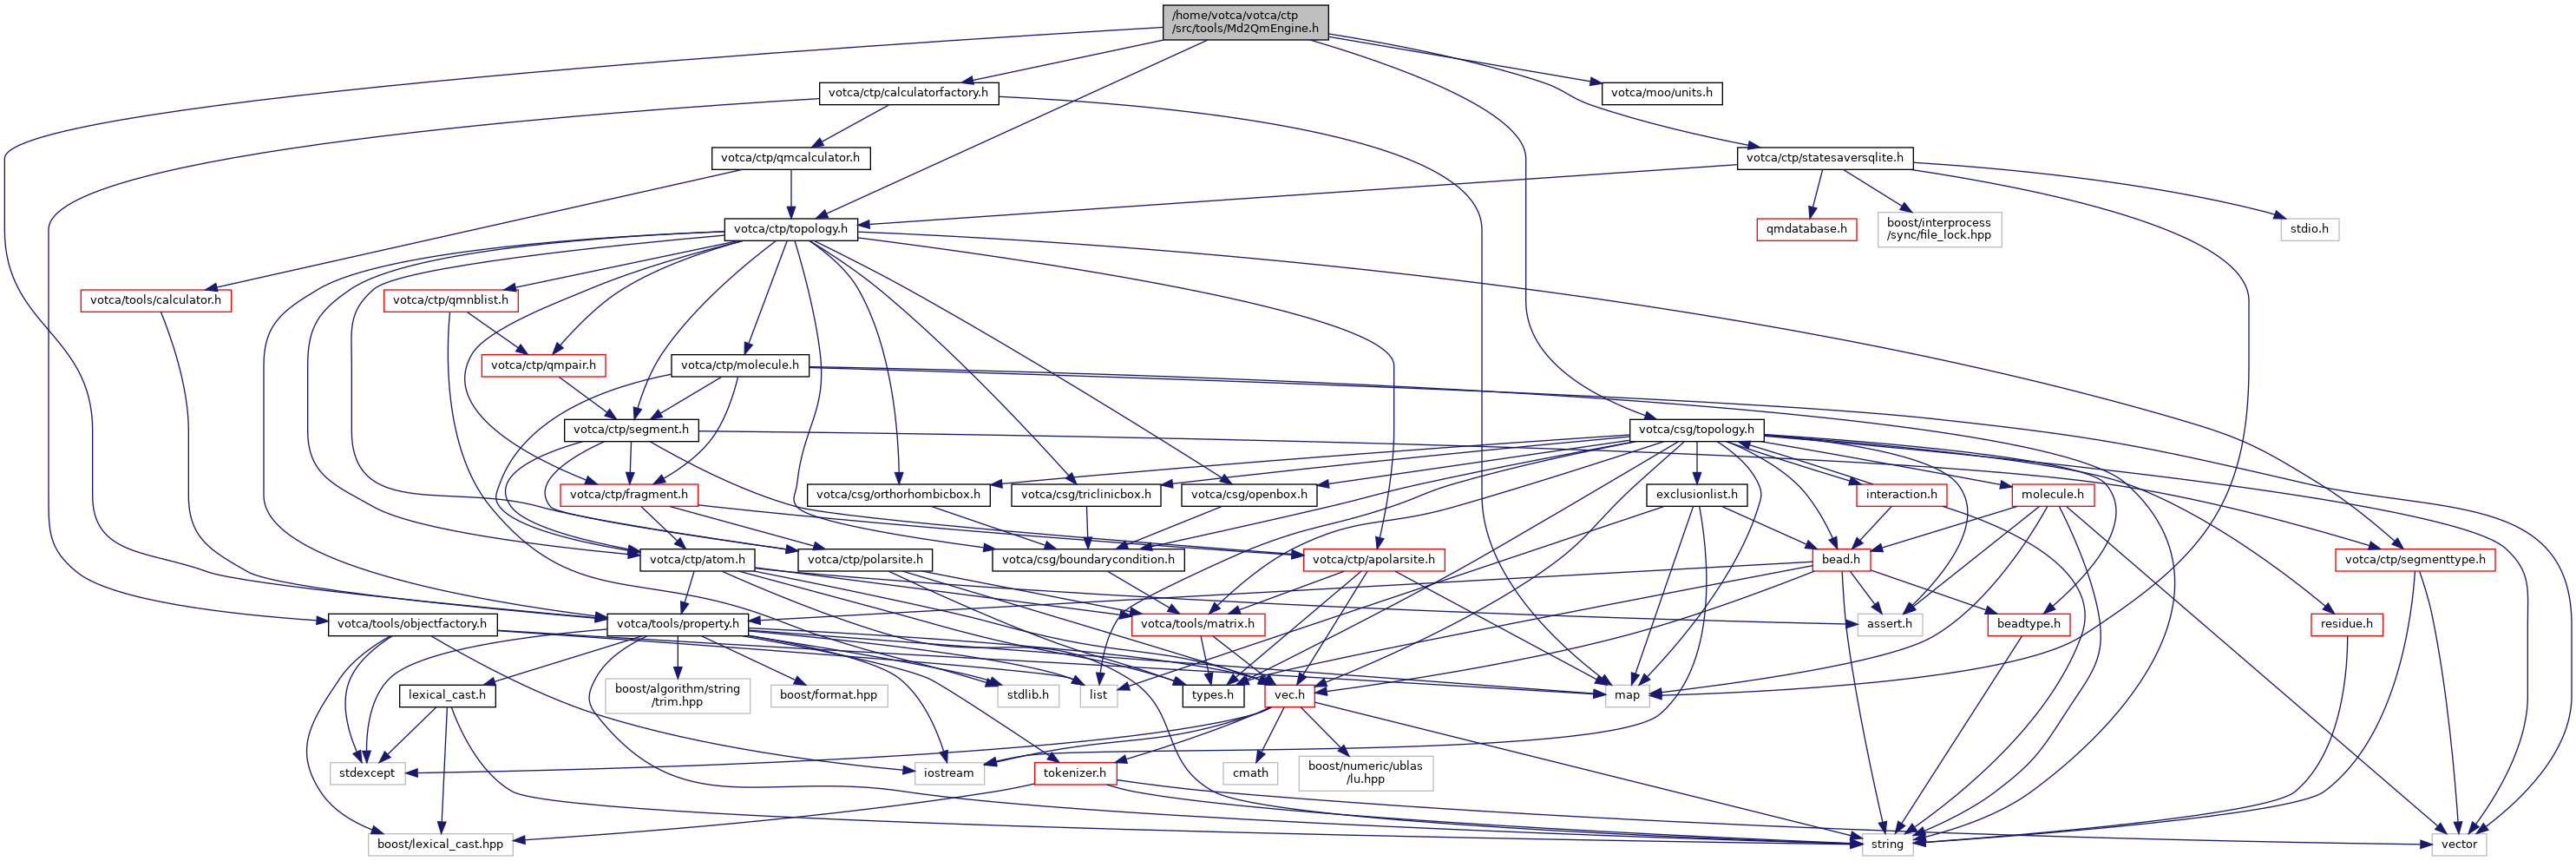 /home/votca/votca/ctp
/src/tools/Md2QmEngine.h
votca/ctp/calculatorfactory.h
votca/moo/units.h
votca/ctp/qmcalculator.h
votca/ctp/statesaversqlite.h
votca/ctp/topology.h
qmdatabase.h
boost/interprocess
/sync/file_lock.hpp
stdio.h
votca/tools/calculator.h
votca/ctp/qmnblist.h
votca/ctp/qmpair.h
votca/ctp/molecule.h
votca/ctp/segment.h
votca/csg/topology.h
votca/ctp/fragment.h
votca/csg/orthorhombicbox.h
votca/csg/triclinicbox.h
votca/csg/openbox.h
exclusionlist.h
interaction.h
molecule.h
votca/ctp/atom.h
votca/ctp/polarsite.h
votca/csg/boundarycondition.h
votca/ctp/apolarsite.h
bead.h
votca/ctp/segmenttype.h
votca/tools/objectfactory.h
votca/tools/property.h
votca/tools/matrix.h
assert.h
beadtype.h
residue.h
lexical_cast.h
boost/algorithm/string
/trim.hpp
boost/format.hpp
stdlib.h
list
types.h
vec.h
map
stdexcept
iostream
tokenizer.h
cmath
boost/numeric/ublas
/lu.hpp
boost/lexical_cast.hpp
string
vector